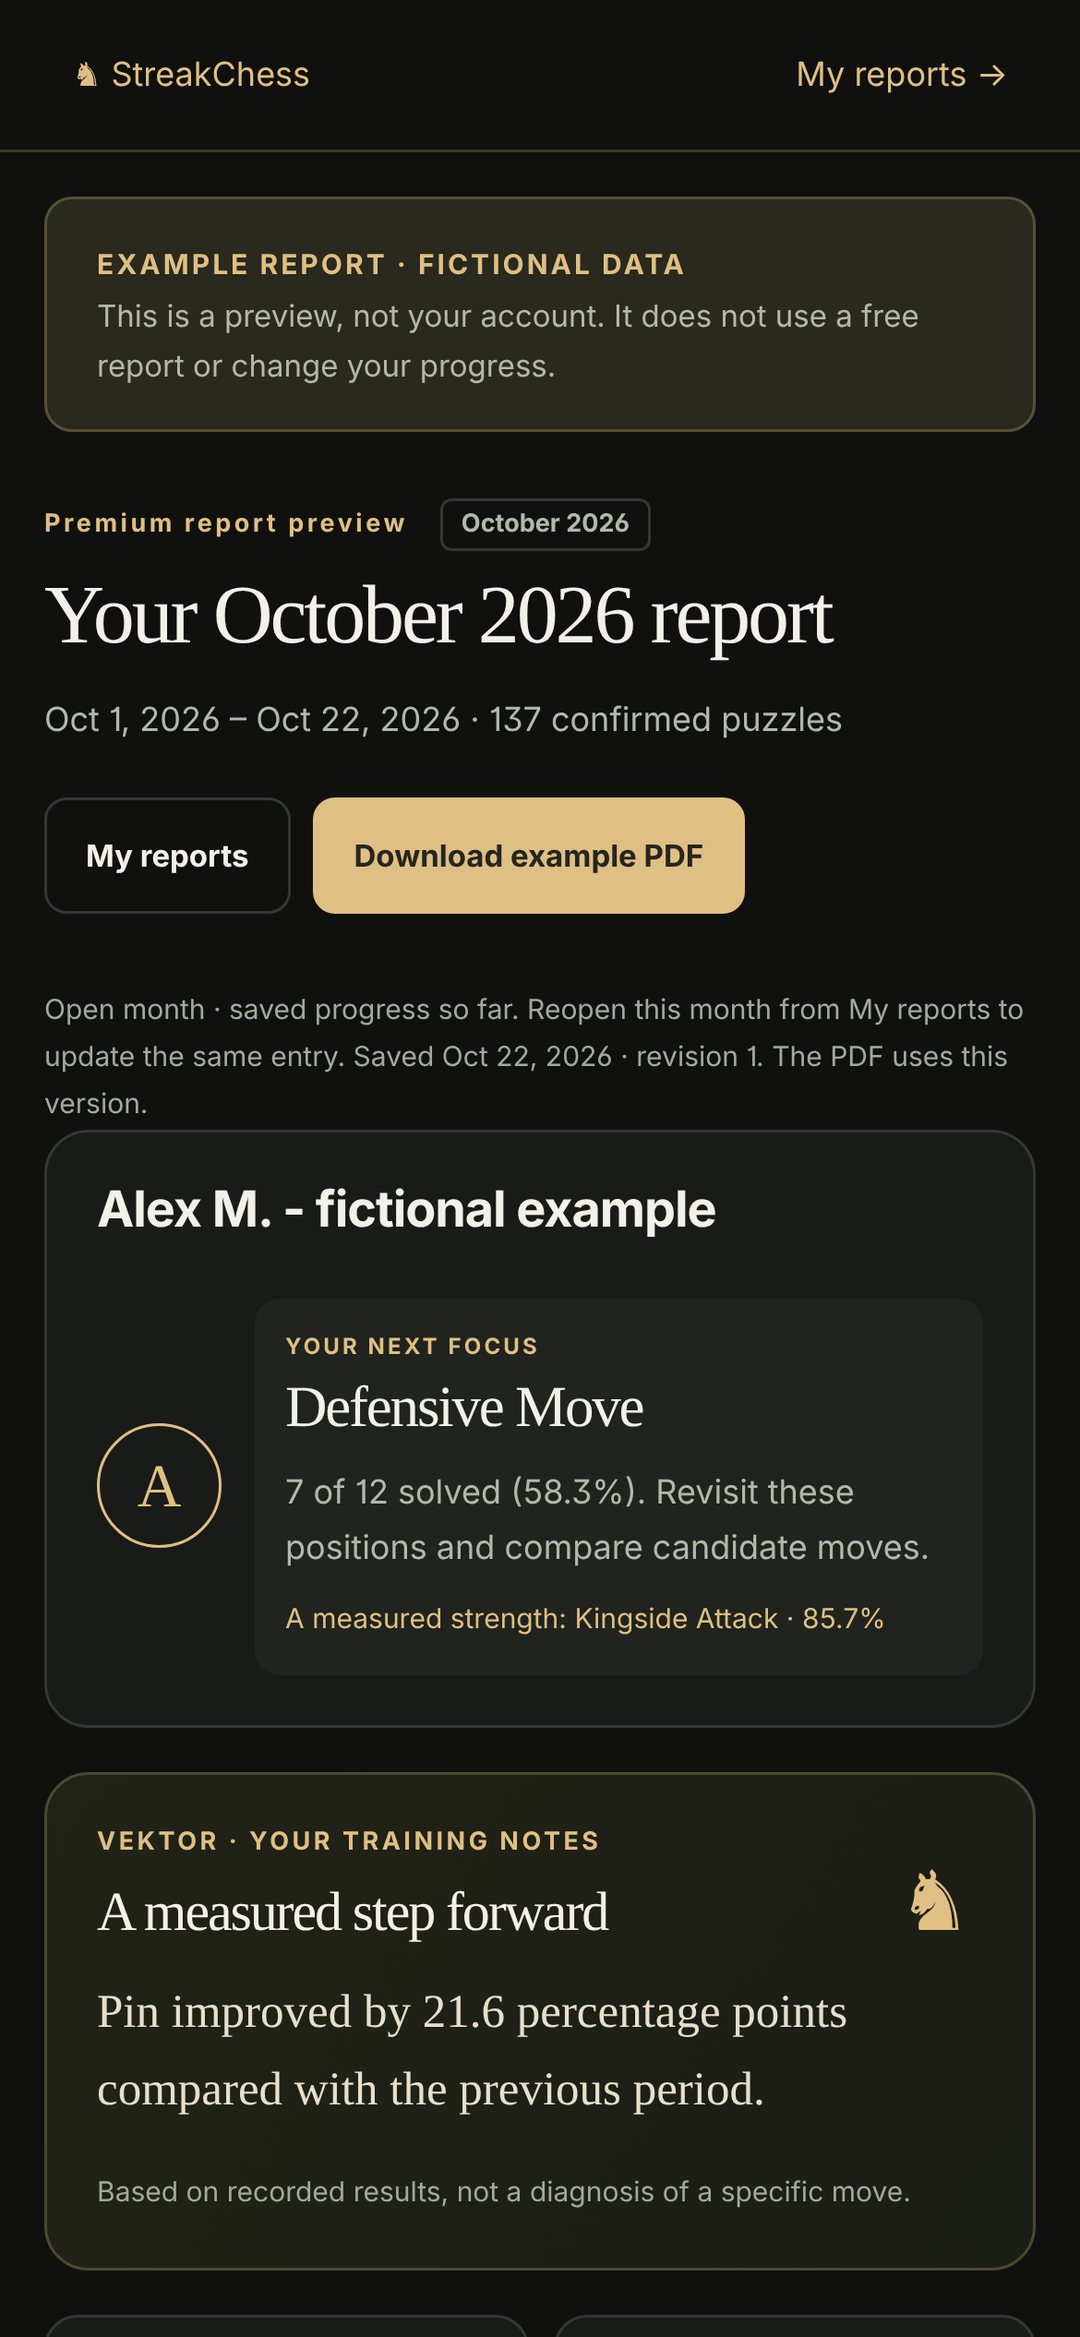 StreakChess
My reports →
EXAMPLE REPORT · FICTIONAL DATA
This is a preview, not your account. It does not use a free
report or change your progress.
Premium report preview
October 2026
Your October 2026 report
Oct 1, 2026 – Oct 22, 2026 · 137 confirmed puzzles
My reports
Download example PDF
Open month · saved progress so far. Reopen this month from My reports to
update the same entry. Saved Oct 22, 2026 · revision 1. The PDF uses this
version.
Alex M. - fictional example
A
YOUR NEXT FOCUS
Defensive Move
7 of 12 solved (58.3%). Revisit these
positions and compare candidate moves.
A measured strength: Kingside Attack · 85.7%
VEKTOR · YOUR TRAINING NOTES
A measured step forward
Pin improved by 21.6 percentage points
compared with the previous period.
Based on recorded results, not a diagnosis of a specific move.